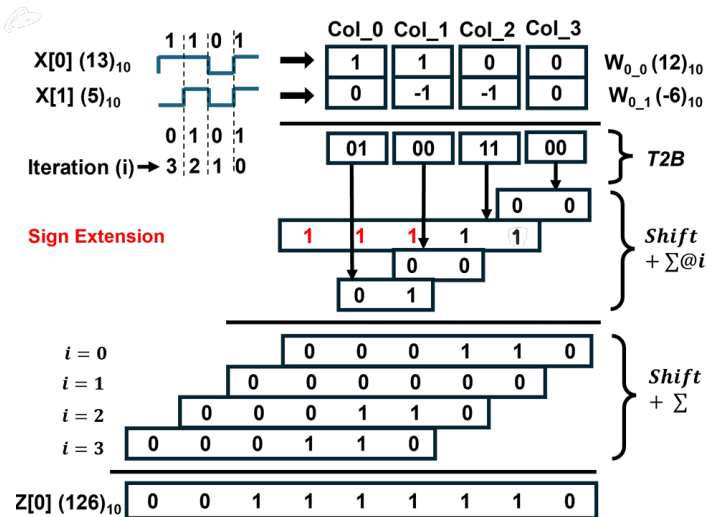 Col_0 Col_1 Col_2 Col_3
1 1 0 1
X[0] (13)10 1 1 0 0 W0_0 (12)10
X[1] (5)10 0 -1 -1 0 W0_1 (-6)10
0 1 0 1
01 00 11 00 T2B
Iteration (i) 3 2 1 0
0 0
Sign Extension 1 1 1 1 1 Shift
+ ∑@i
0 0
0 1
i = 0 0 0 0 1 1 0
i = 1 0 0 0 0 0 0 Shift
i = 2 0 0 0 1 1 0 + ∑
i = 3 0 0 0 1 1 0
Z[0] (126)10 0 0 1 1 1 1 1 1 0